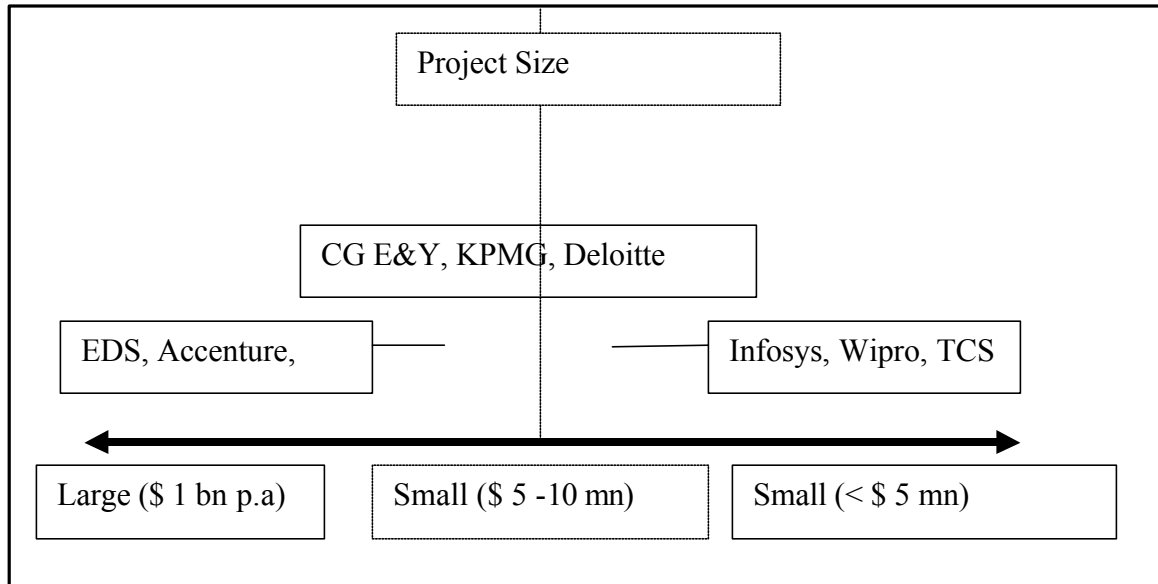 Project Size
CG E&Y, KPMG, Deloitte
EDS, Accenture,
Infosys, Wipro, TCS
Large ($ 1 bn p.a)
Small ($ 5 -10 mn)
Small (< $ 5 mn)